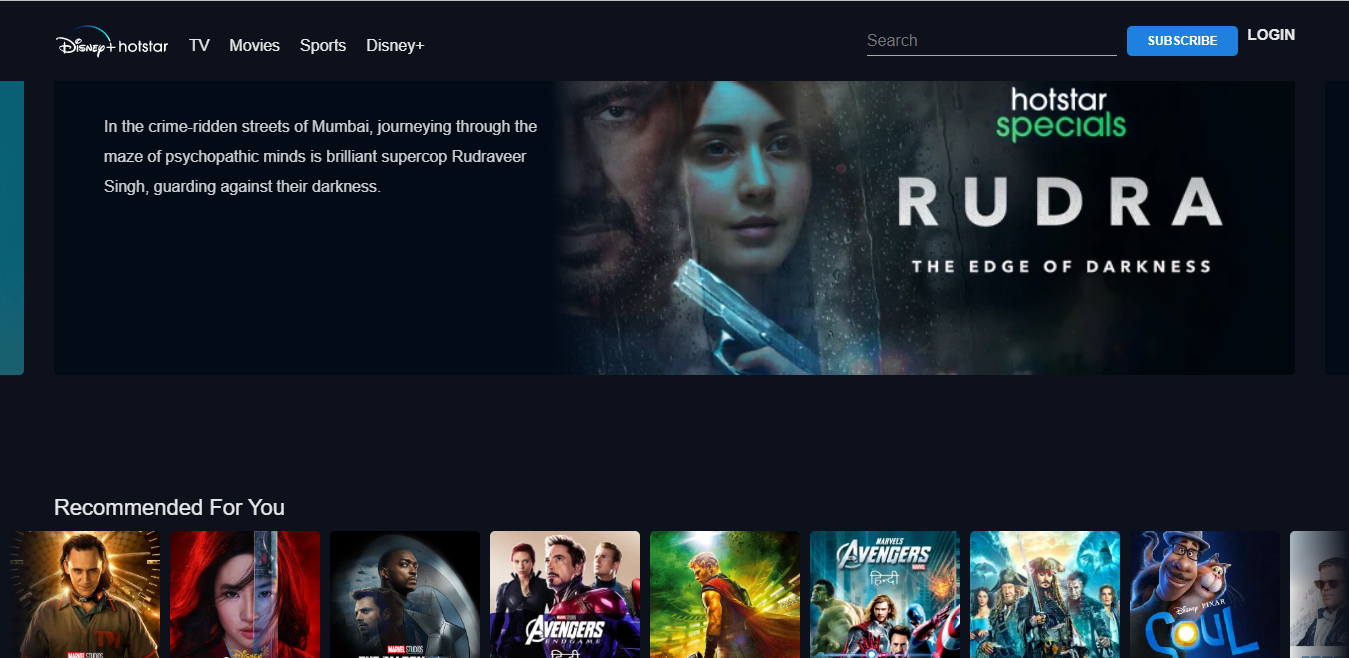 Disney+ hotstar
TV
Movies
Sports
Disney+
Search
SUBSCRIBE
LOGIN
In the crime-ridden streets of Mumbai, journeying through the
maze of psychopathic minds is brilliant supercop Rudraveer
Singh, guarding against their darkness.
hotstar
specials
RUDRA
THE EDGE OF DARKNESS
Recommended For You
MARVEL STUDIOS
DISNEY
MARVEL STUDIOS
MARVEL STUDIOS
AVENGERS
ENDGAME
हिन्दी
MARVEL'S
AVENGERS
MARVEL
हिन्दी
Disney PIXAR
SOUL